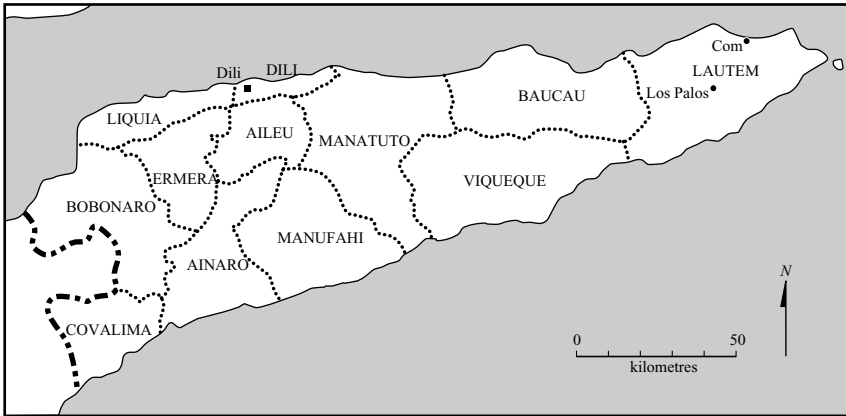 Com
Dili
DILI
LAUTEM
Los Palos
BAUCAU
LIQUIA
AILEU
MANATUTO
ERMERA
VIQUEQUE
BOBONARO
MANUFAHI
AINARO
N
COVALIMA
0
50
kilometres